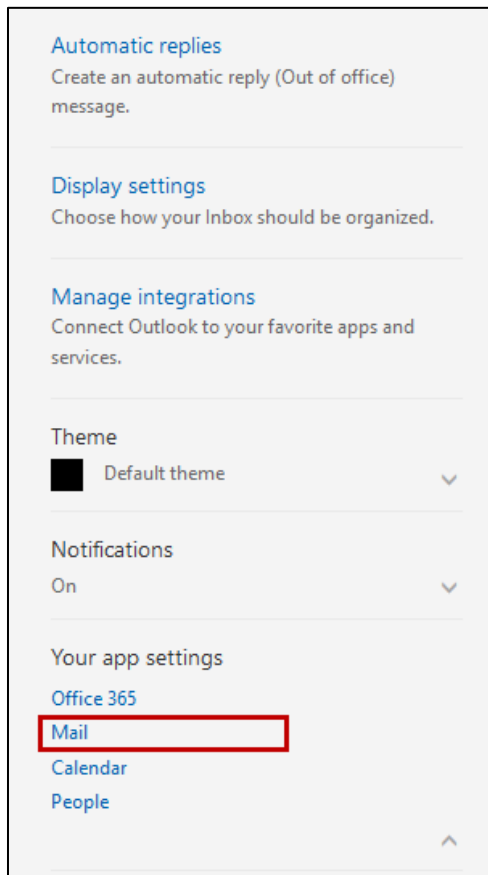 Automatic replies
Create an automatic reply (Out of office)
message.
Display settings
Choose how your Inbox should be organized.
Manage integrations
Connect Outlook to your favorite apps and
services.
Theme
Default theme
Notifications
On
Your app settings
Office 365
Mail
Calendar
People